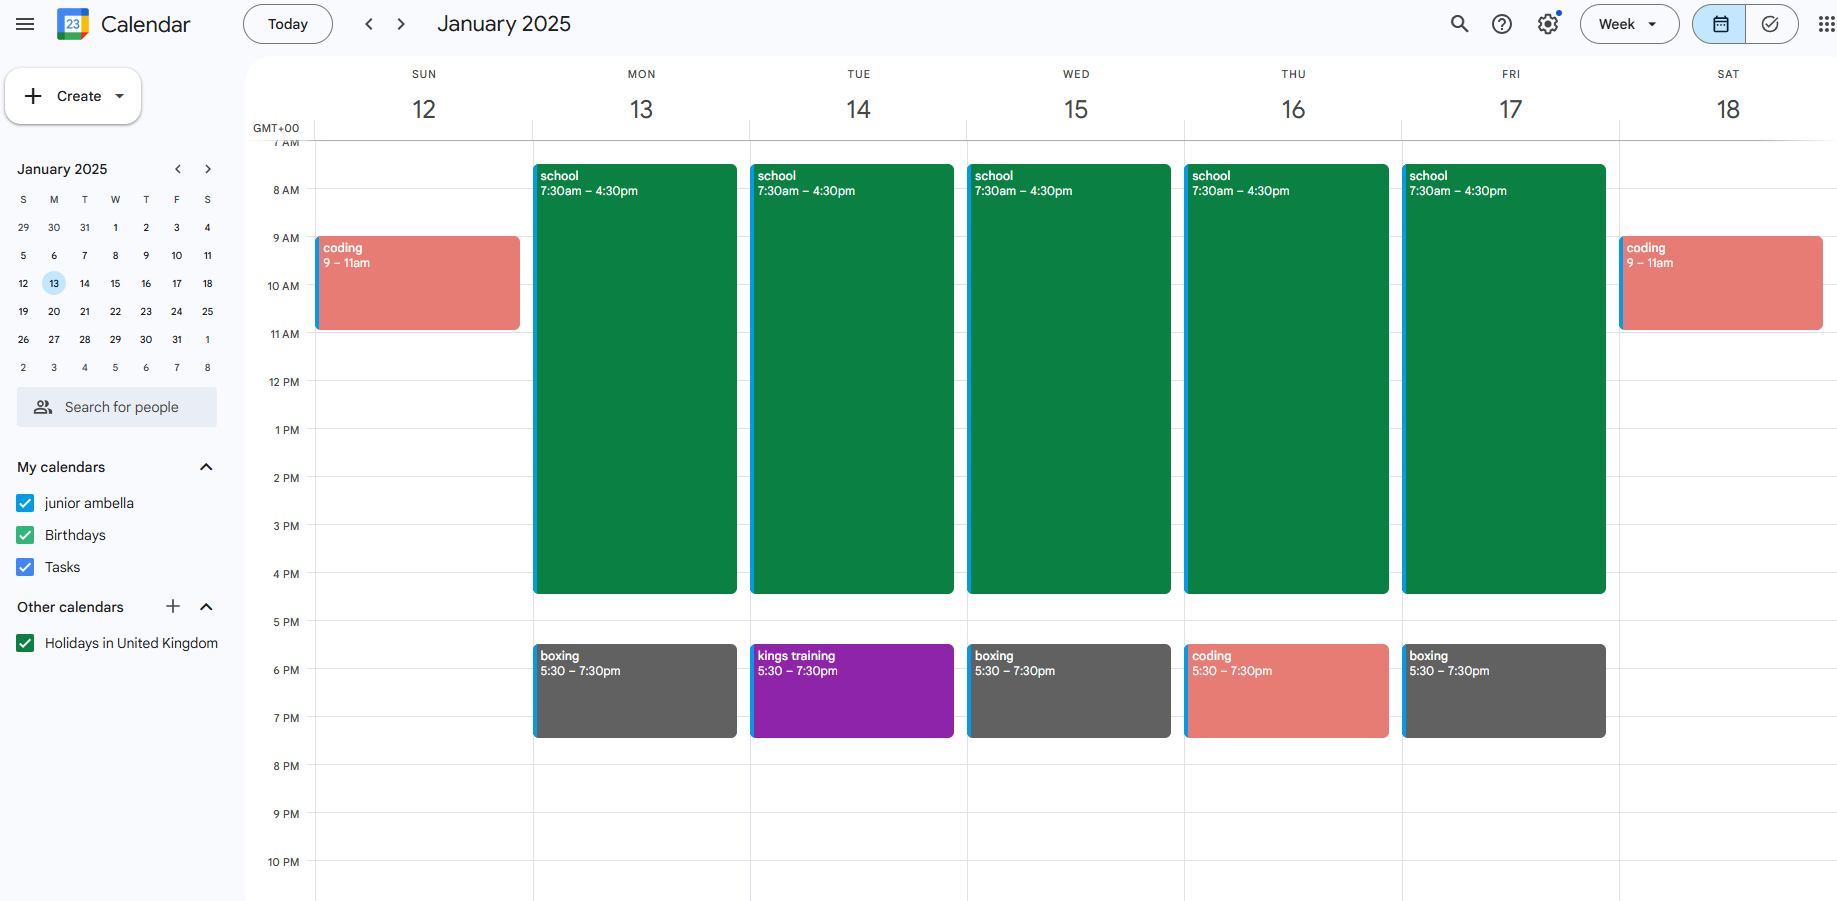 23 Calendar Today January 2025 Week
Create
January 2025
S M T W T F S
29 30 31 1 2 3 4
5 6 7 8 9 10 11
12 13 14 15 16 17 18
19 20 21 22 23 24 25
26 27 28 29 30 31 1
2 3 4 5 6 7 8
Search for people
My calendars
junior ambella
Birthdays
Tasks
Other calendars
Holidays in United Kingdom
SUN MON TUE WED THU FRI SAT
12 13 14 15 16 17 18
GMT+00
7 AM
8 AM
9 AM
10 AM
11 AM
12 PM
1 PM
2 PM
3 PM
4 PM
5 PM
6 PM
7 PM
8 PM
9 PM
10 PM
coding
9 – 11am
school
7:30am – 4:30pm
boxing
5:30 – 7:30pm
school
7:30am – 4:30pm
kings training
5:30 – 7:30pm
school
7:30am – 4:30pm
boxing
5:30 – 7:30pm
school
7:30am – 4:30pm
coding
5:30 – 7:30pm
school
7:30am – 4:30pm
boxing
5:30 – 7:30pm
coding
9 – 11am